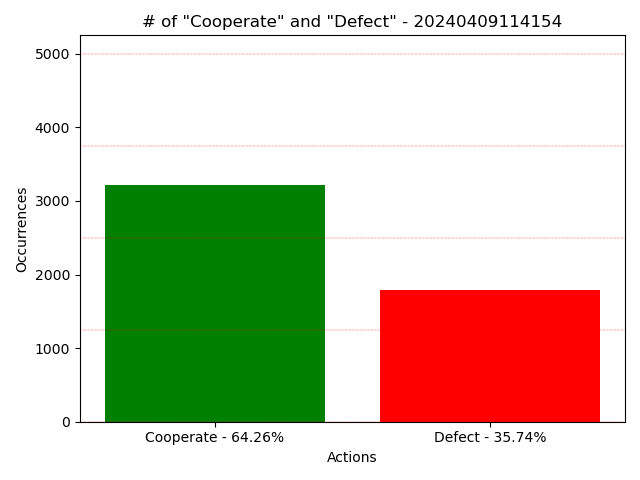 # of "Cooperate" and "Defect" - 20240409114154
5000
4000
3000
2000
1000
0
Occurrences
Cooperate - 64.26%
Defect - 35.74%
Actions